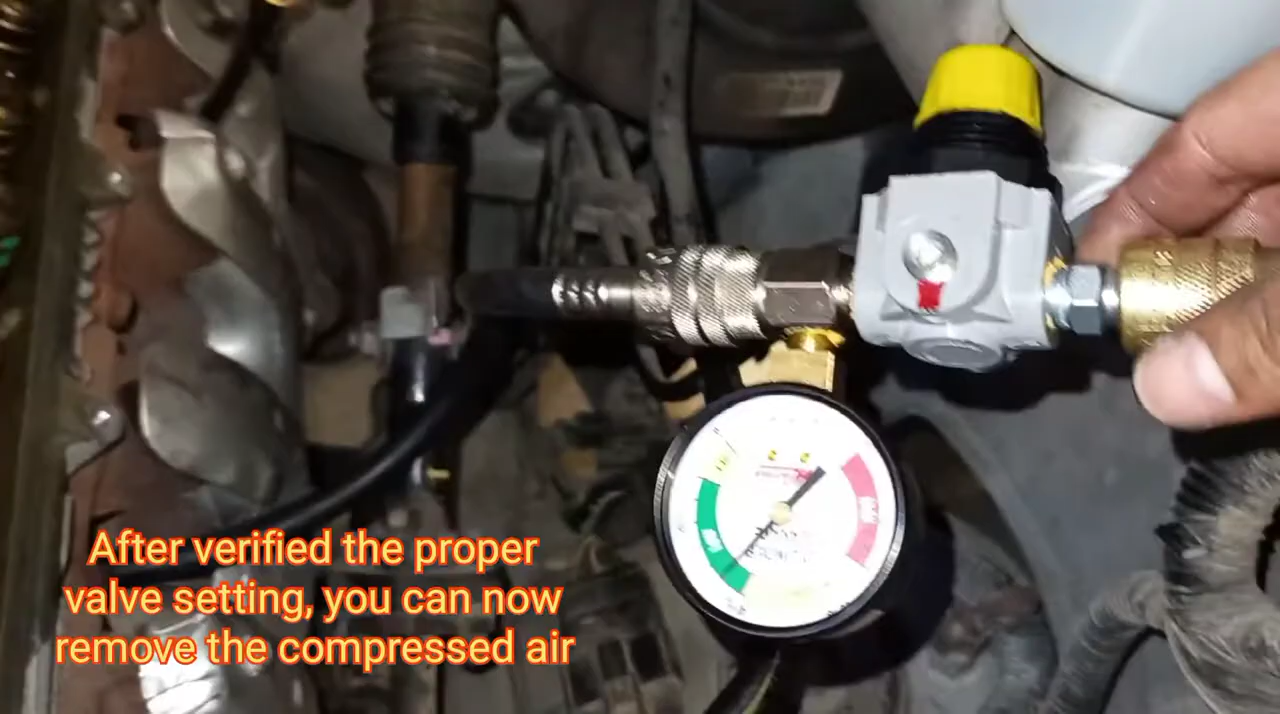 After verified the proper
valve setting, you can now
remove the compressed air